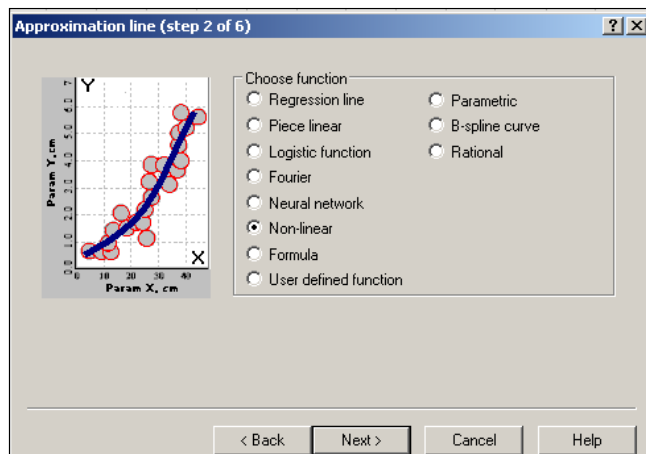 Approximation line (step 2 of 6)
Y
X
Param Y, cm
0.0 1.0 2.0 3.0 4.0 5.0 6.0 7
0 10 20 30 40
Param X, cm
Choose function
Regression line
Piece linear
Logistic function
Fourier
Neural network
Non-linear
Formula
User defined function
Parametric
B-spline curve
Rational
< Back
Next >
Cancel
Help